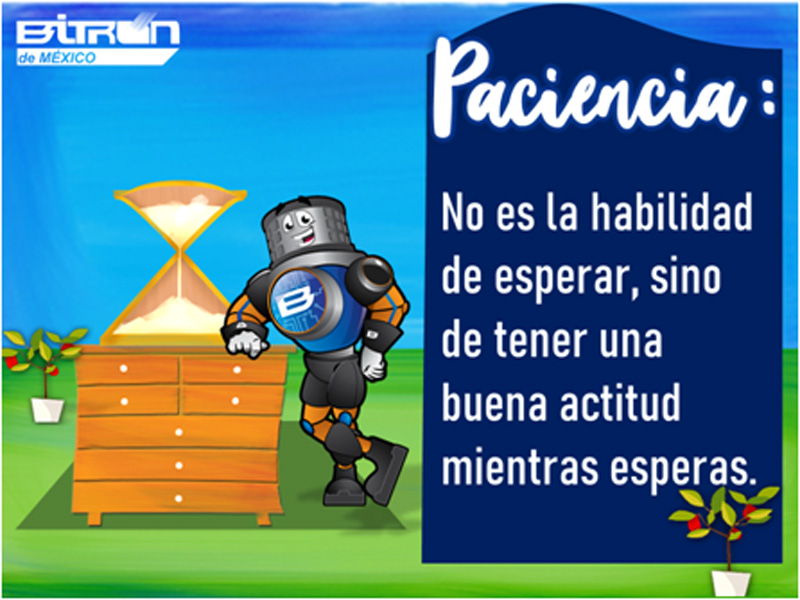 BiTRON
de MÉXICO
Paciencia:
No es la habilidad
de esperar, sino
de tener una
buena actitud
mientras esperas.
B